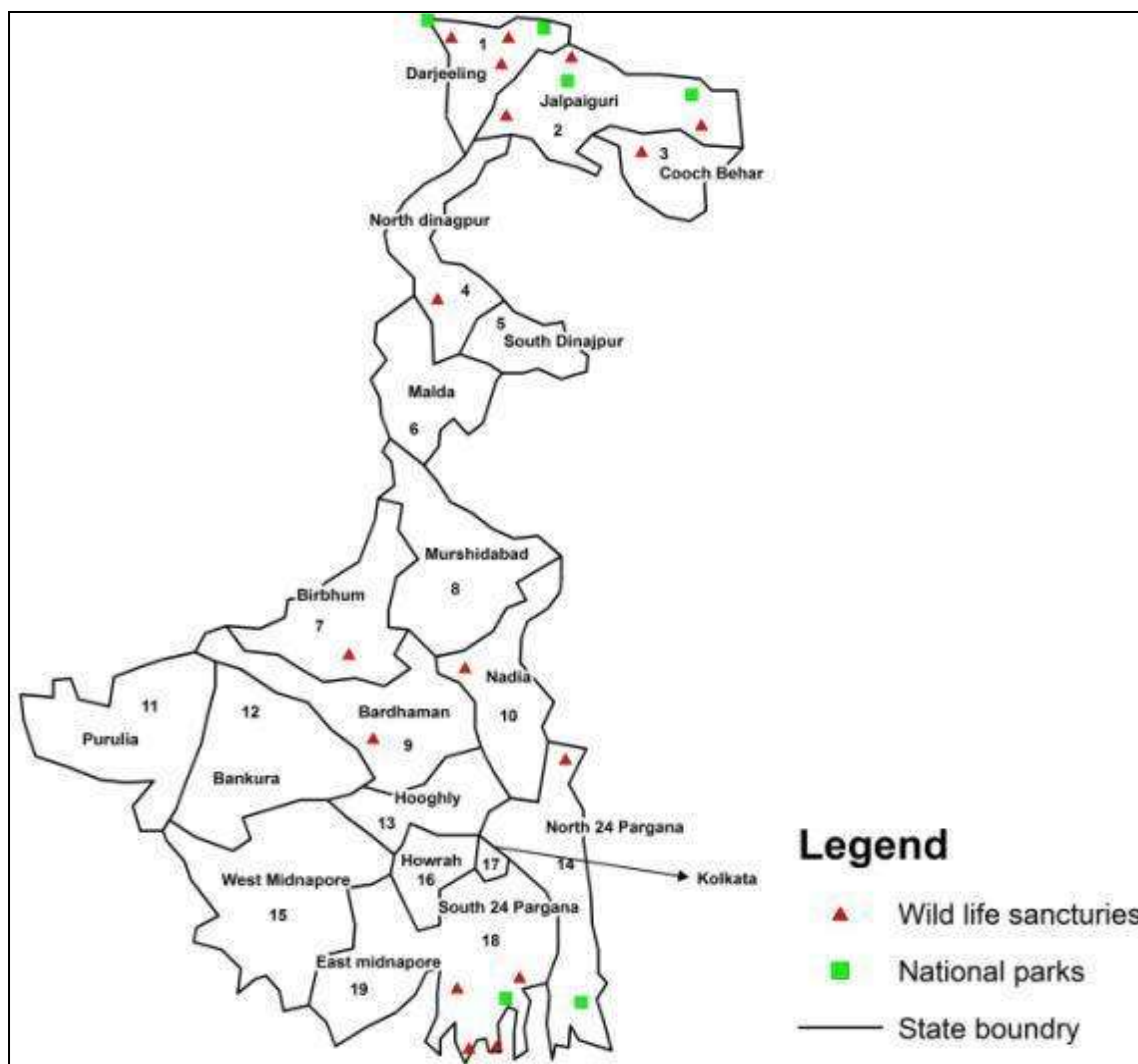 1
Darjeeling
Jalpaiguri
2
3
Cooch Behar
North dinagpur
4
5
South Dinajpur
Malda
6
Murshidabad
8
Birbhum
7
Nadia
10
11
Purulia
12
Bankura
Bardhaman
9
Hooghly
13
North 24 Pargana
14
Howrah
16
17
Kolkata
West Midnapore
15
South 24 Pargana
18
East midnapore
19
Legend
Wild life sancturies
National parks
State boundry